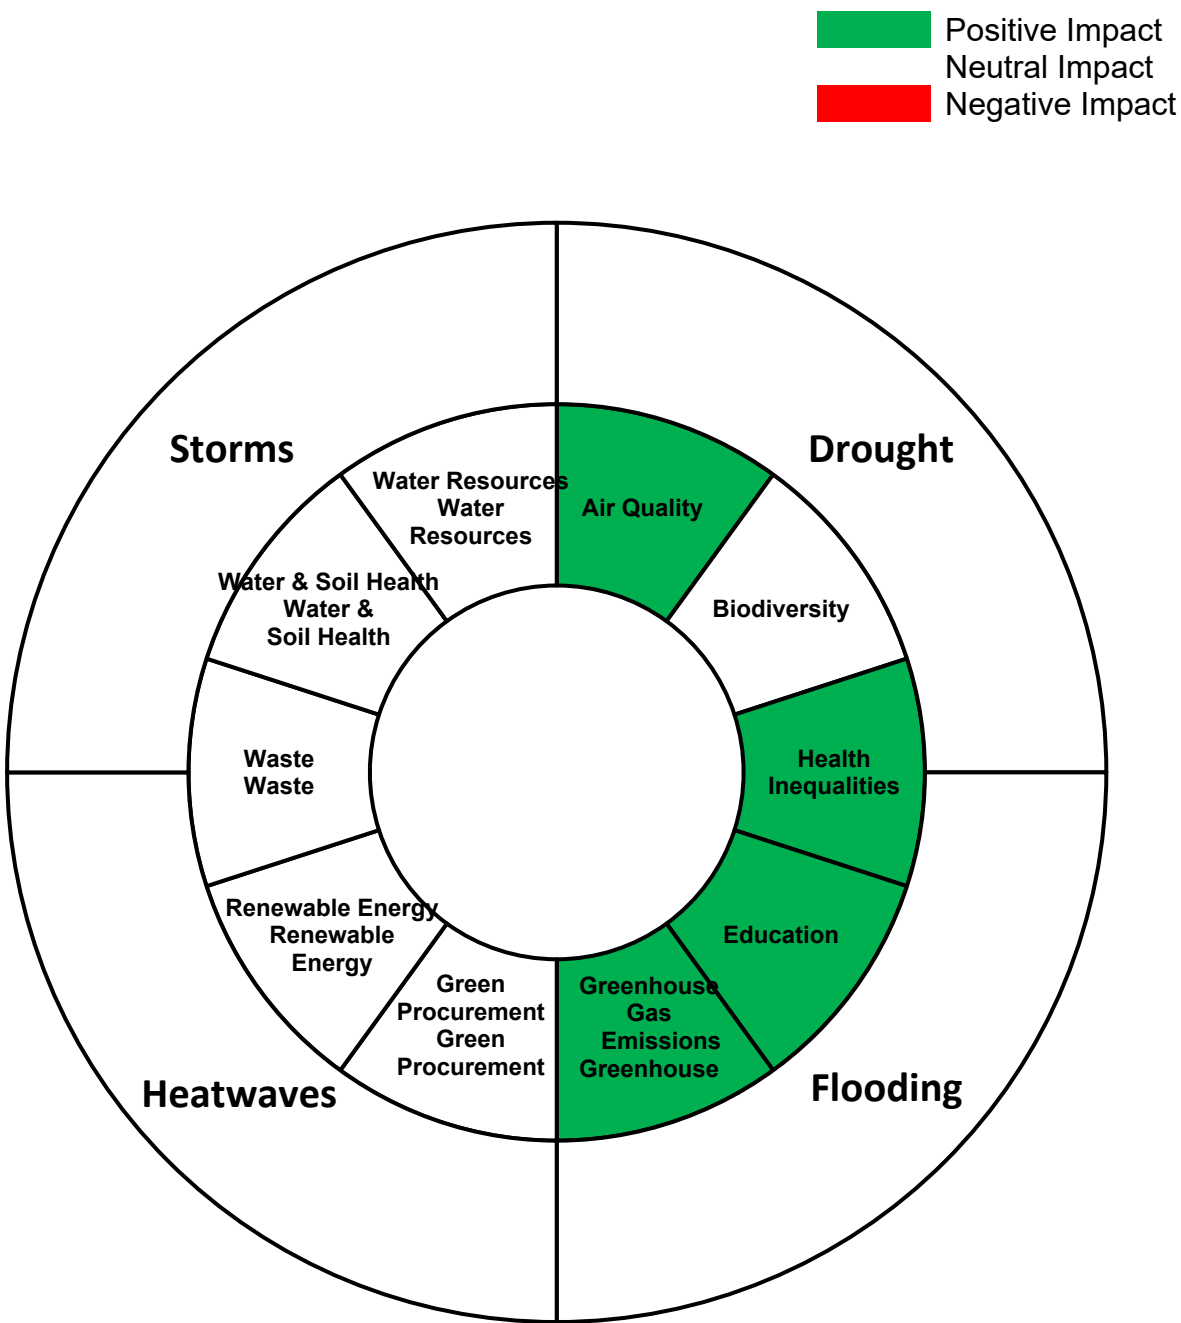 Positive Impact
Neutral Impact
Negative Impact
Storms
Drought
Water Resources
Water
Resources
Air Quality
Water & Soil Health
Water &
Soil Health
Biodiversity
Waste
Waste
Health
Inequalities
Renewable Energy
Renewable
Energy
Education
Green
Procurement
Green
Procurement
Greenhouse
Gas
Emissions
Greenhouse
Heatwaves
Flooding